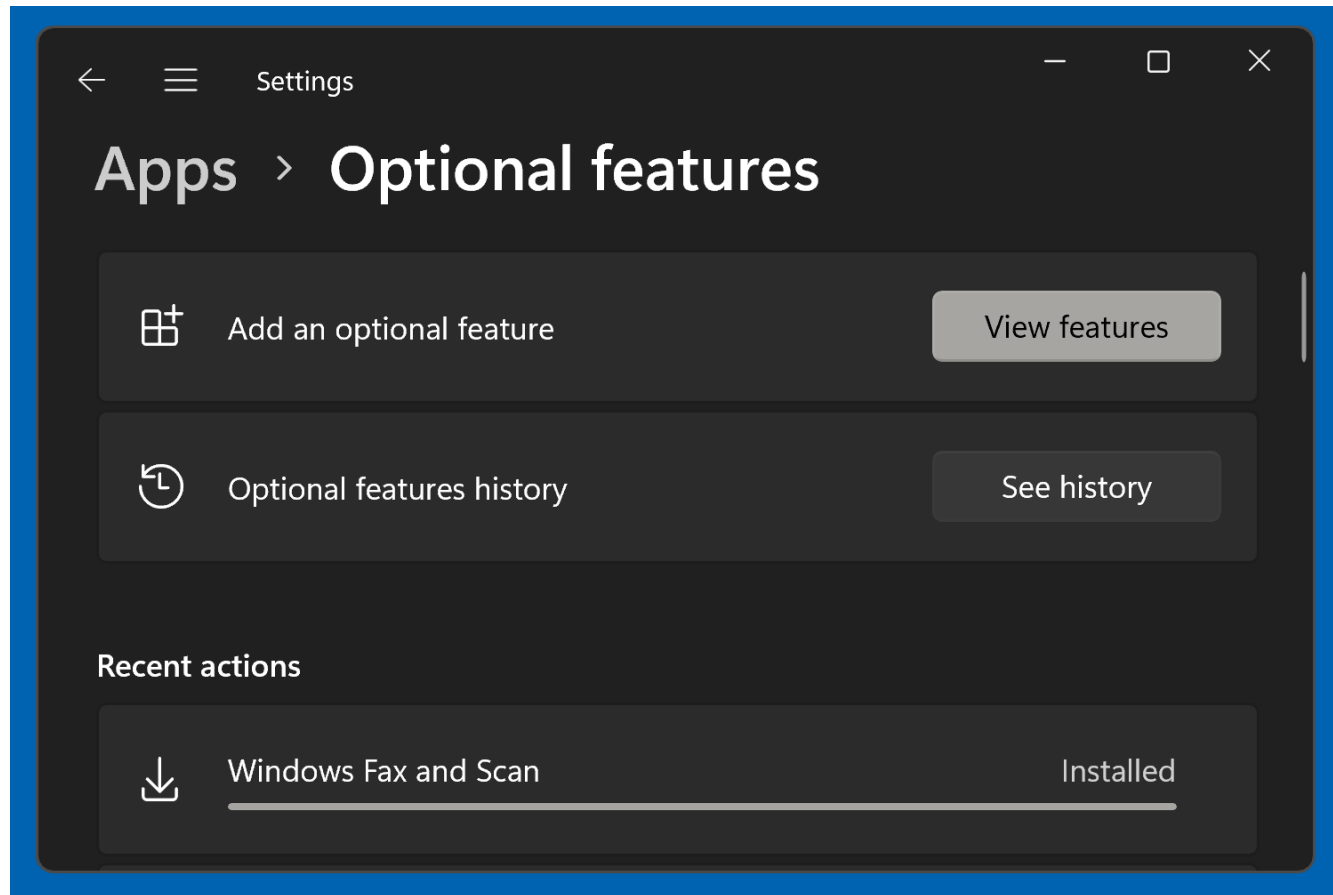 Settings
Apps > Optional features
Add an optional feature
View features
Optional features history
See history
Recent actions
Windows Fax and Scan
Installed